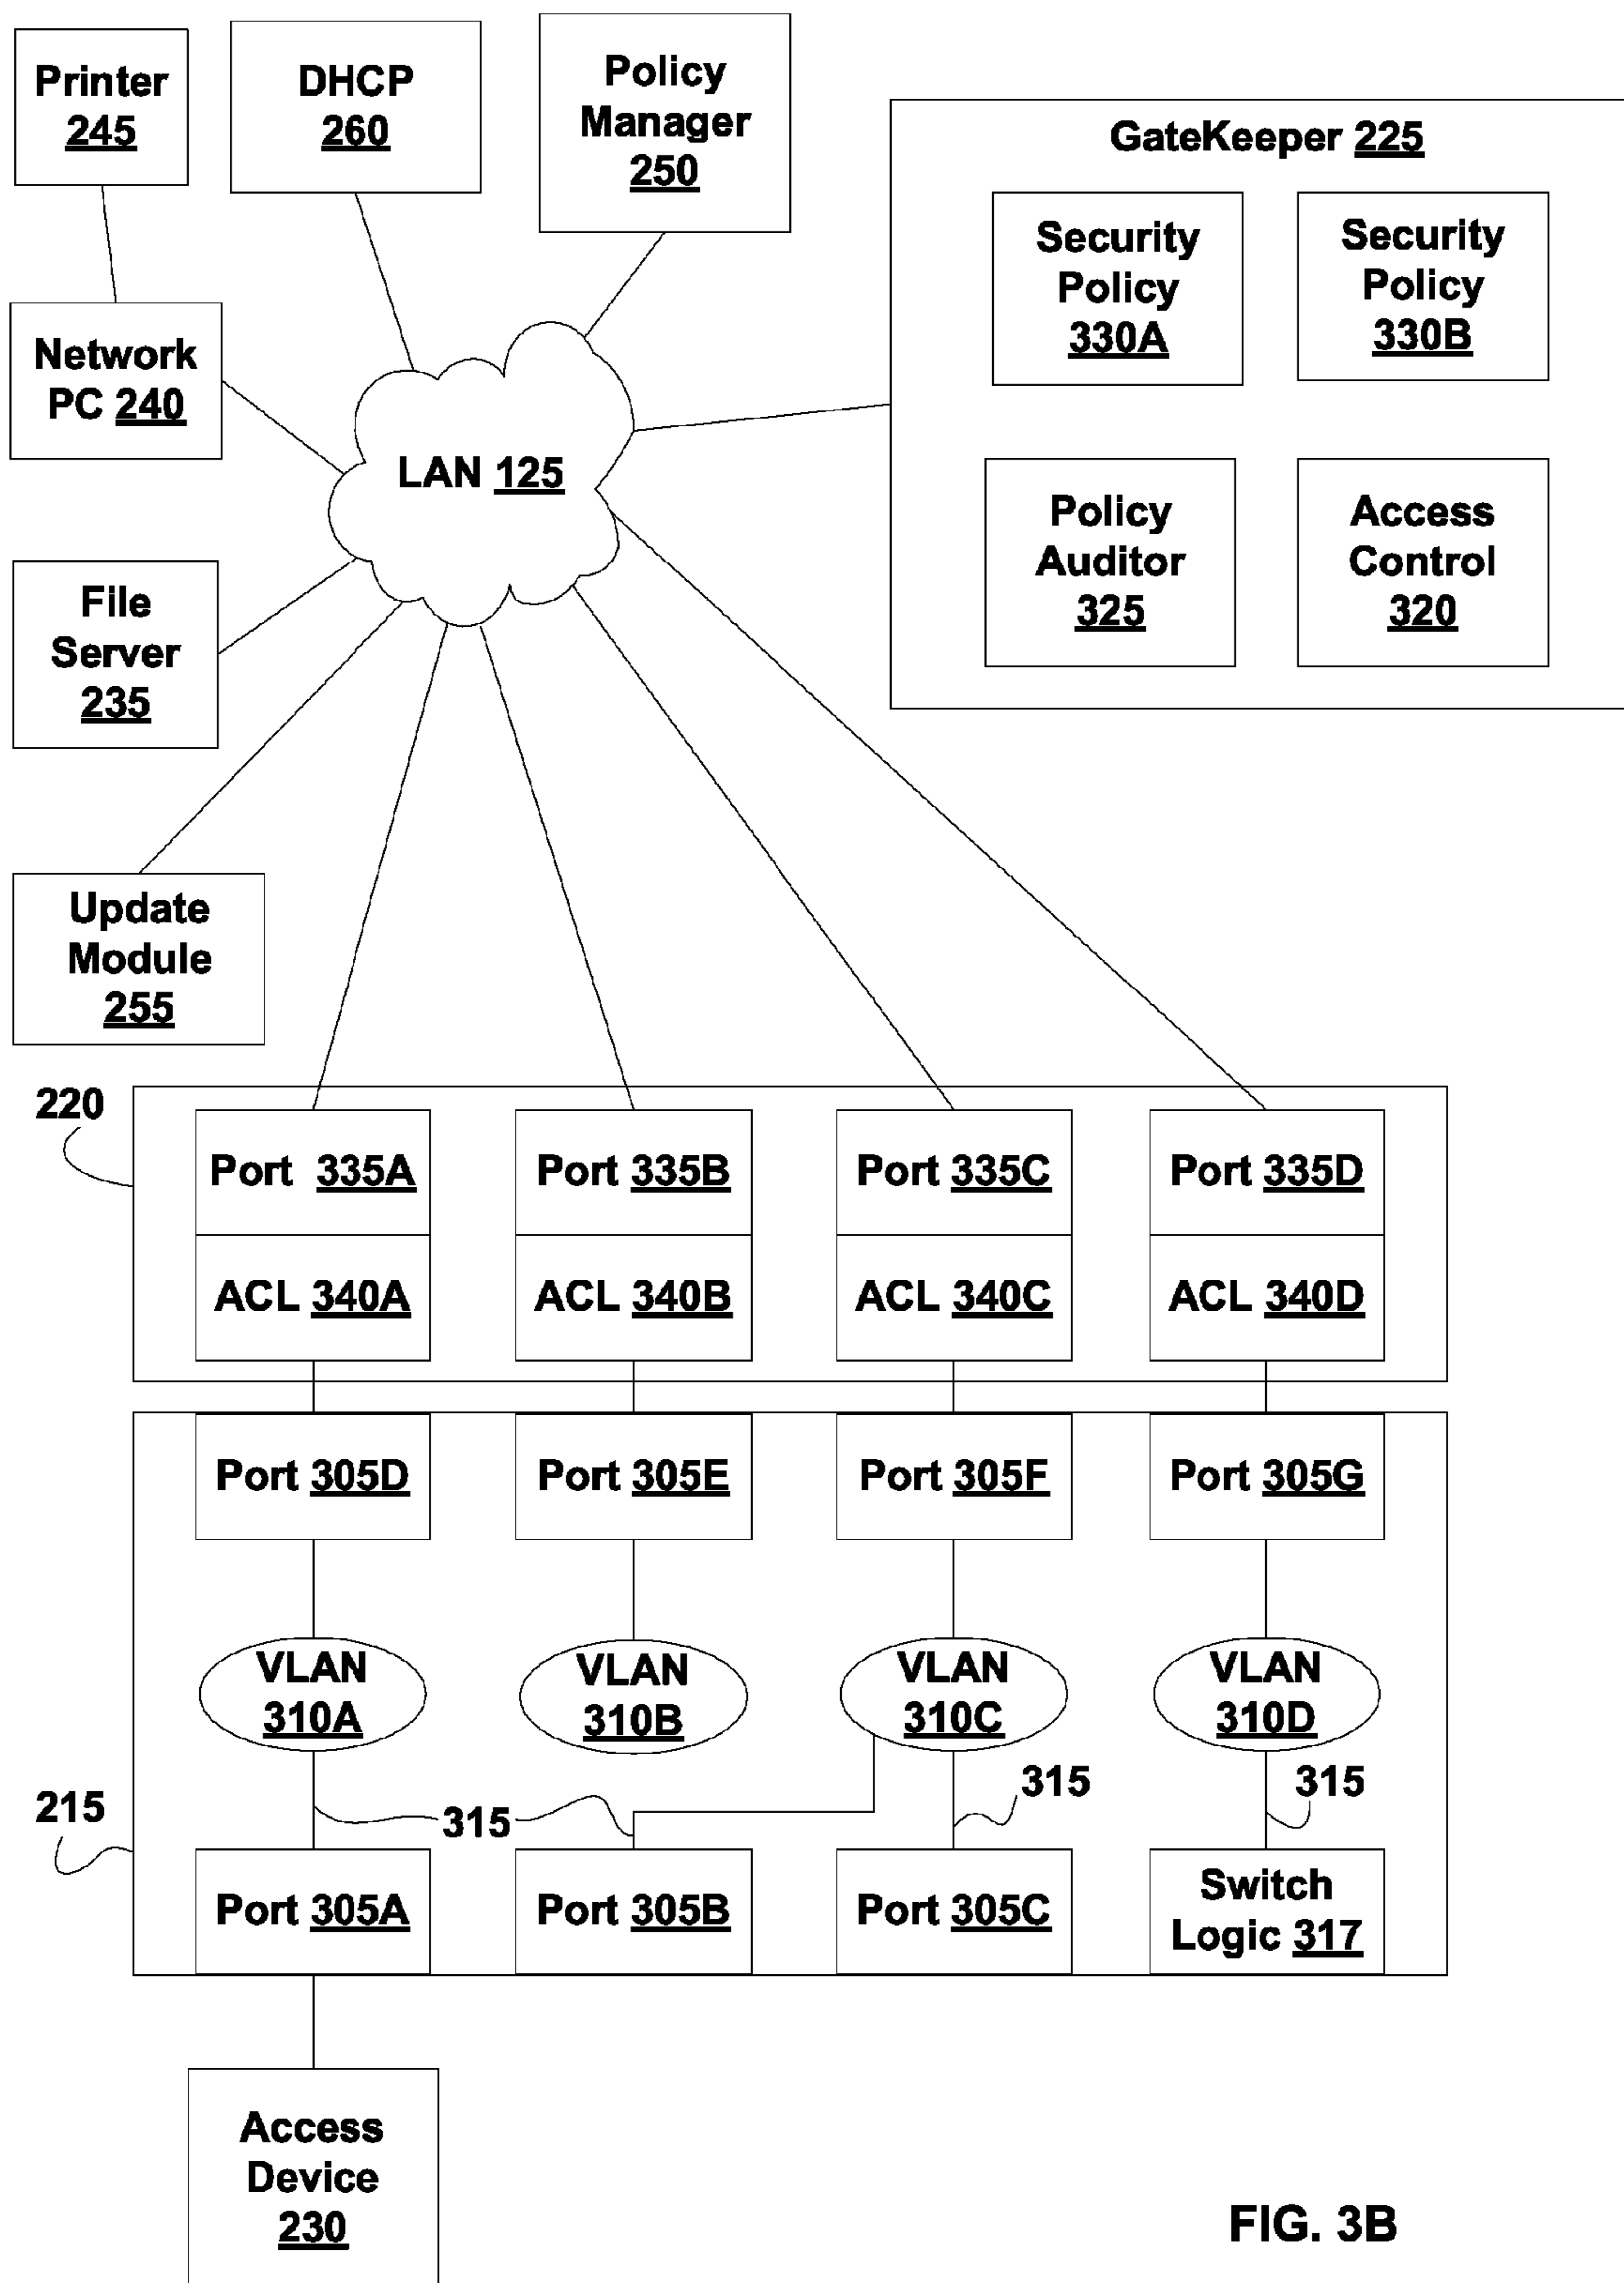 Printer
245
DHCP
260
Policy
Manager
250
GateKeeper 225
Security
Policy
330A
Security
Policy
330B
Network
PC 240
LAN 125
Policy
Auditor
325
Access
Control
320
File
Server
235
Update
Module
255
220
Port 335A
Port 335B
Port 335C
Port 335D
ACL 340A
ACL 340B
ACL 340C
ACL 340D
Port 305D
Port 305E
Port 305F
Port 305G
VLAN
310A
VLAN
310B
VLAN
310C
VLAN
310D
215
315
315
315
Port 305A
Port 305B
Port 305C
Switch
Logic 317
Access
Device
230
FIG. 3B